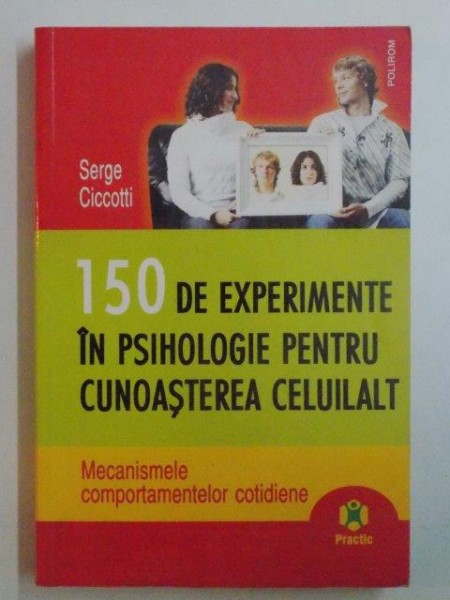 POLIROM
Serge
Ciccotti
150 DE EXPERIMENTE
ÎN PSIHOLOGIE PENTRU
CUNOAŞTEREA CELUILALT
Mecanismele
comportamentelor cotidiene
Practic